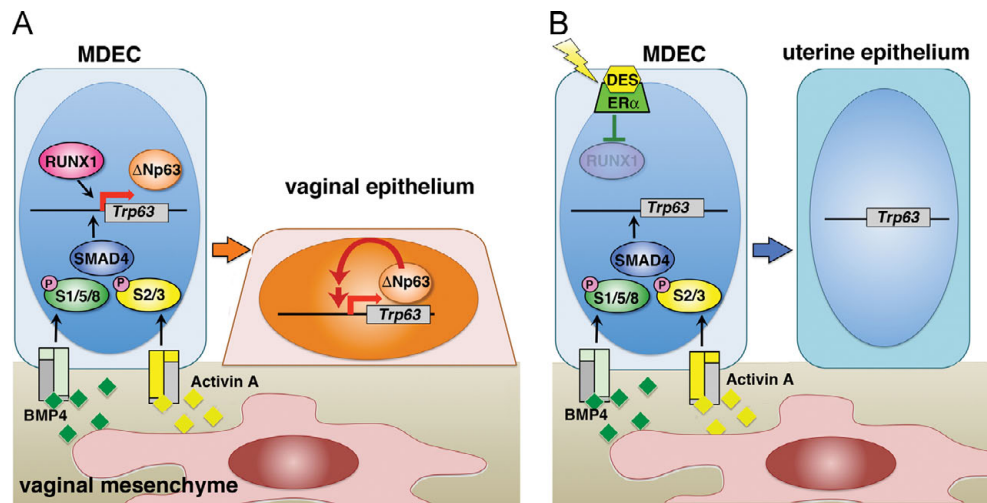 A
MDEC
RUNX1
ΔNp63
Trp63
SMAD4
P
P
S1/5/8
S2/3
BMP4
Activin A
vaginal epithelium
ΔNp63
Trp63
vaginal mesenchyme
B
MDEC
uterine epithelium
DES
ERα
RUNX1
Trp63
SMAD4
P
P
S1/5/8
S2/3
BMP4
Activin A
Trp63